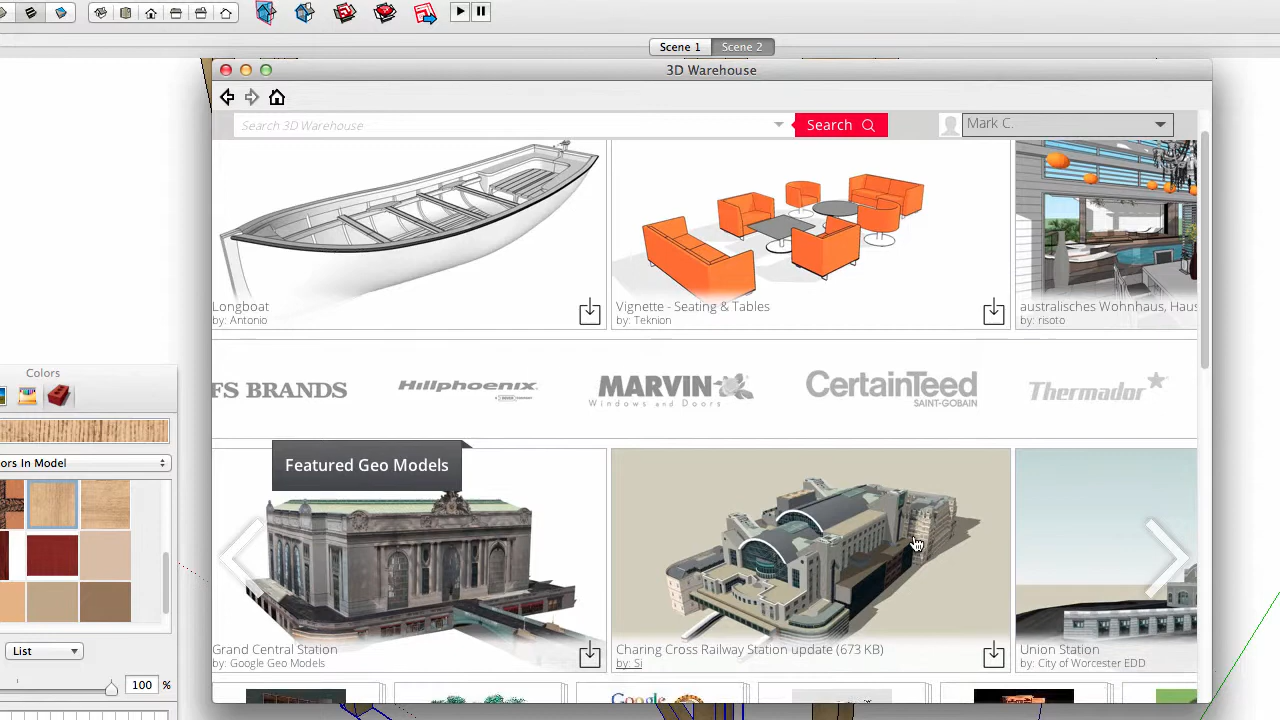 Scene 1 Scene 2
3D Warehouse
Search 3D Warehouse Search Mark C.
Longboat
by: Antonio
Vignette - Seating & Tables
by: Teknion
australisches Wohnhaus, Haus
by: risoto
FS BRANDS
Hillphoenix
MARVIN
Windows and Doors
CertainTeed
SAINT-GOBAIN
Thermador
Featured Geo Models
Grand Central Station
by: Google Geo Models
Charing Cross Railway Station update (673 KB)
by: Si
Union Station
by: City of Worcester EDD
Google
Colors
ors In Model
List
100 %